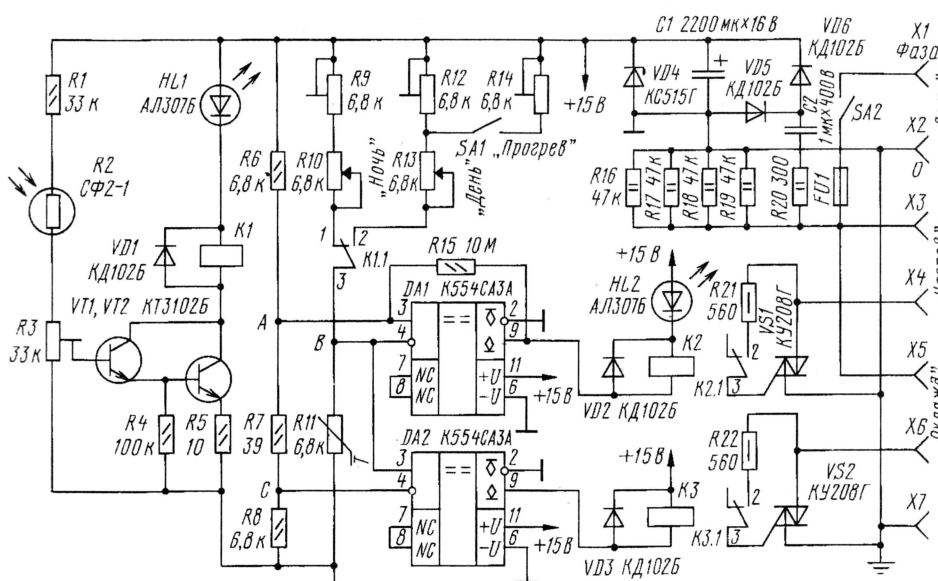 C1 2200 мк×16 В
VD6
КД102Б
X1
Фаза
R1
33 к
HL1
АЛ307Б
R9
6,8 к
R12
6,8 к
R14
6,8 к
+15 В
VD4
КС515Г
VD5
КД102Б
C2
1 мк×400 В
SA2
X2
0
R2
СФ2-1
R6
6,8 к
R10
6,8 к
„Ночь"
R13
6,8 к
SA1 „Прогрев"
„День"
R16
47 к
R17 47 к
R18 47 к
R19 47 к
R20 300
FU1
X3
VD1
КД102Б
K1
1
2
K1.1
3
R15 10 М
+15 В
HL2
АЛ307Б
R21
560
VS1
КУ208Г
X4
VT1, VT2
КТ3102Б
R3
33 к
A
B
DA1 К554СА3А
3
4
7
8
NC
NC
==
2
9
11
6
+U
-U
+15 В
K2
VD2 КД102Б
K2.1
2
3
X5
R4
100 к
R5
10
R7
39
R11
6,8 к
т
DA2 К554СА3А
+15 В
R22
560
VS2
КУ208Г
X6
C
R8
6,8 к
3
4
7
8
NC
NC
==
2
9
11
6
+U
-U
+15 В
K3
VD3 КД102Б
K3.1
2
3
X7